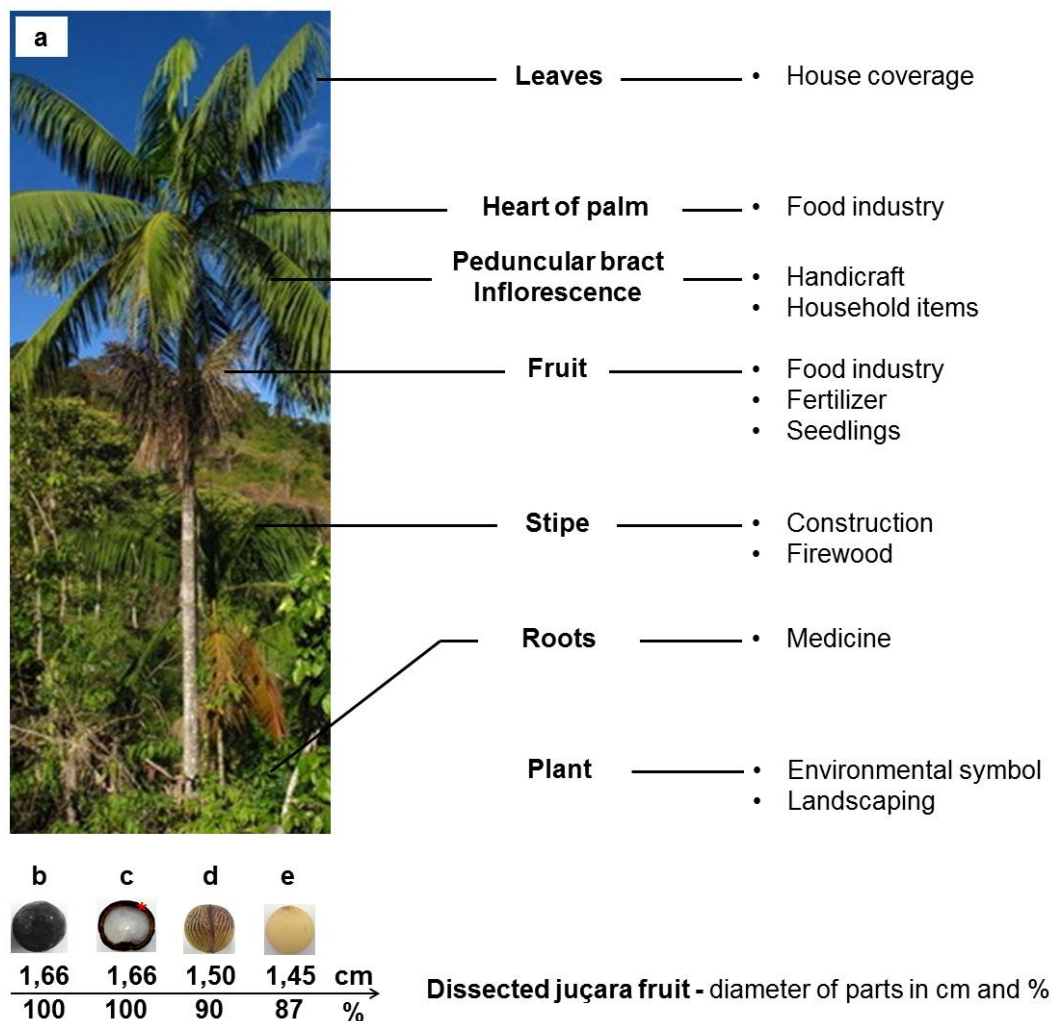 a
Leaves
• House coverage
Heart of palm
• Food industry
Peduncular bract
Inflorescence
• Handicraft
• Household items
Fruit
• Food industry
• Fertilizer
• Seedlings
Stipe
• Construction
• Firewood
Roots
• Medicine
Plant
• Environmental symbol
• Landscaping
b c d e
*
1,66 1,66 1,50 1,45 cm
100 100 90 87 %
Dissected juçara fruit - diameter of parts in cm and %